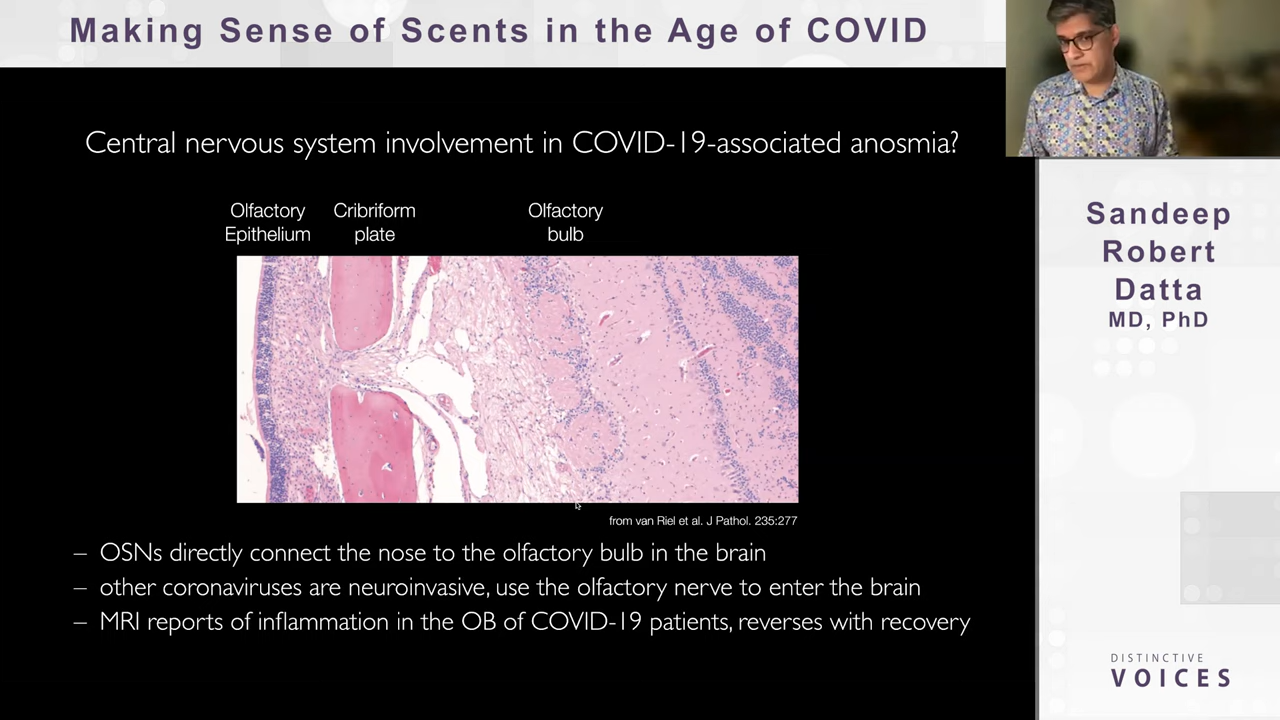 Making Sense of Scents in the Age of COVID
Central nervous system involvement in COVID-19-associated anosmia?
Olfactory
Epithelium
Cribriform
plate
Olfactory
bulb
from van Riel et al. J Pathol. 235:277
– OSNs directly connect the nose to the olfactory bulb in the brain
– other coronaviruses are neuroinvasive, use the olfactory nerve to enter the brain
– MRI reports of inflammation in the OB of COVID-19 patients, reverses with recovery
Sandeep
Robert
Datta
MD, PhD
DISTINCTIVE
VOICES